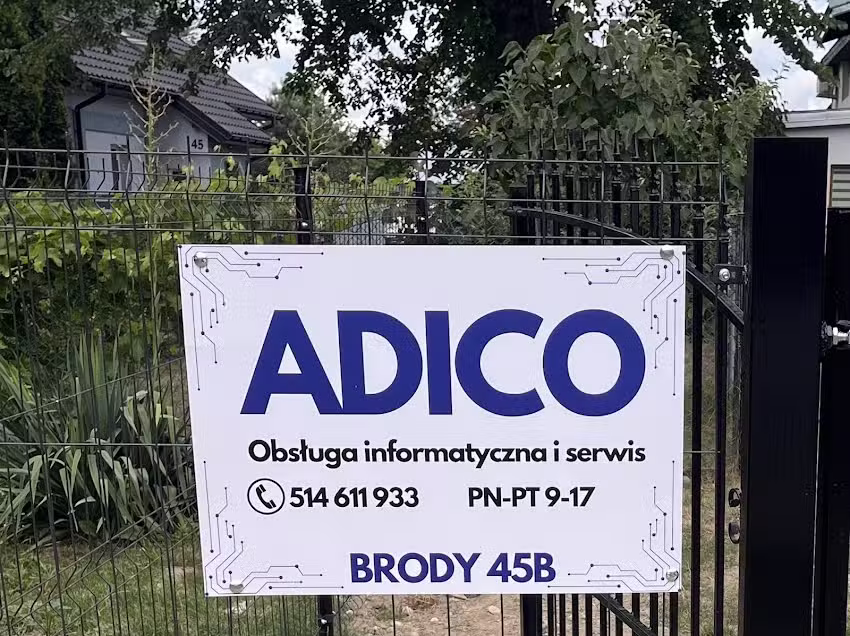 45
ADICO
Obsługa informatyczna i serwis
514 611 933 PN-PT 9-17
BRODY 45B